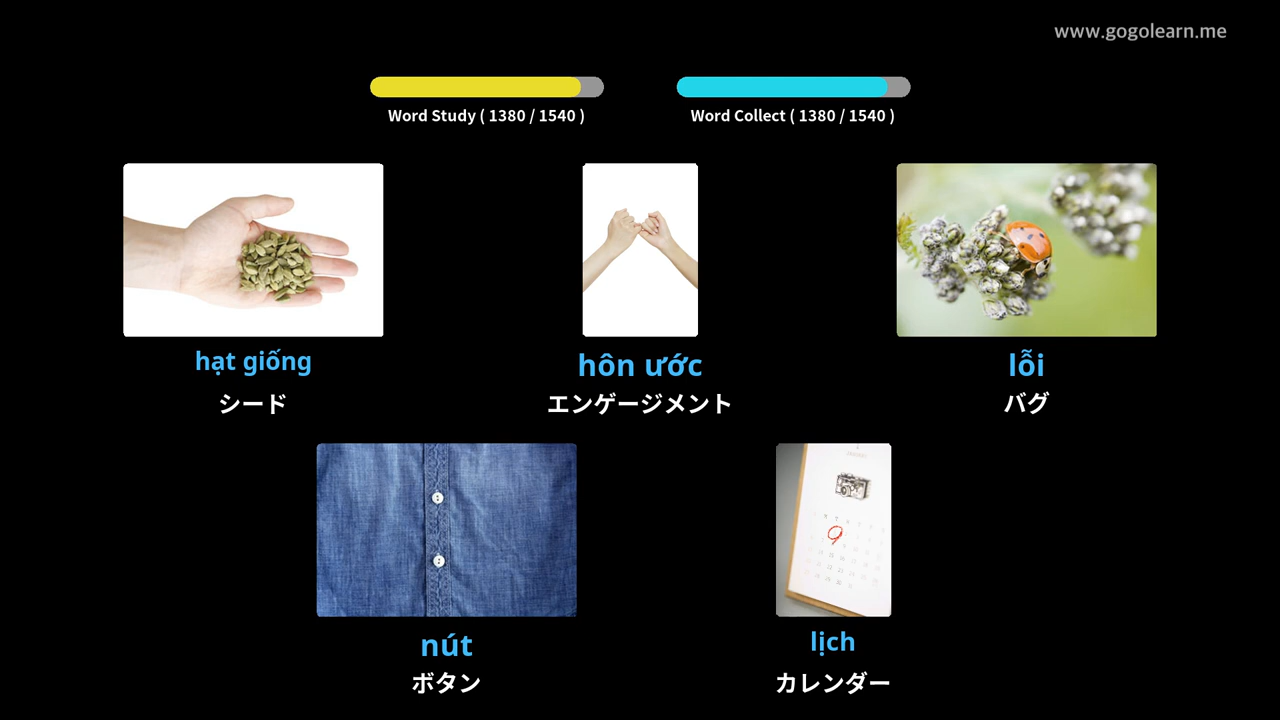 www.gogolearn.me
Word Study ( 1380 / 1540 )
Word Collect ( 1380 / 1540 )
hạt giống
シード
hôn ước
エンゲージメント
lỗi
バグ
nút
ボタン
lịch
カレンダー